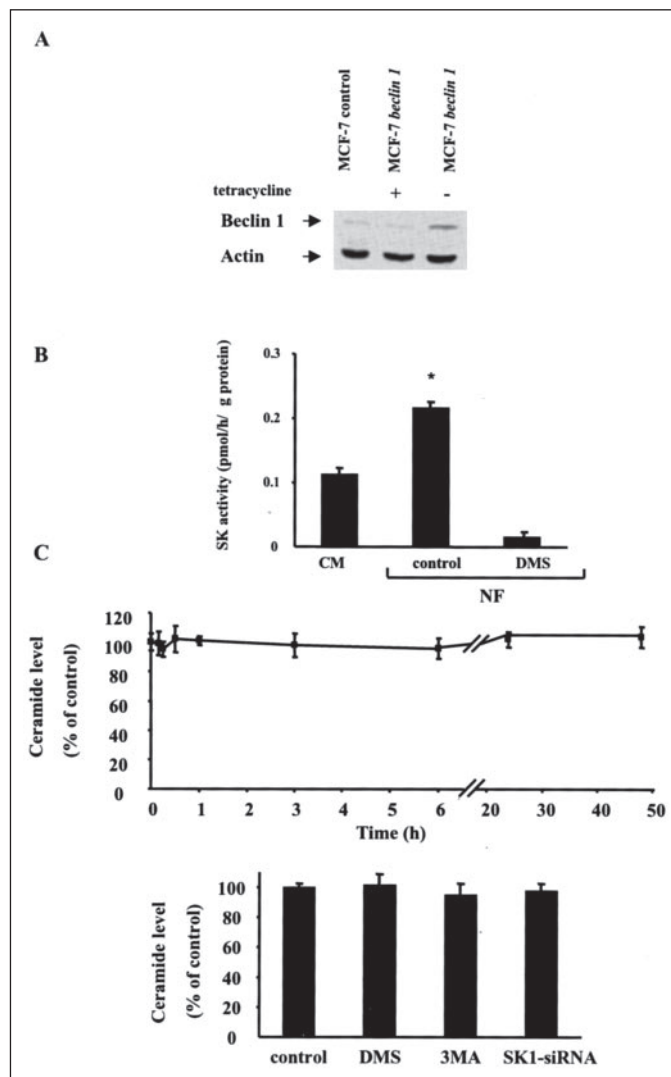 A
MCF-7 control
MCF-7 beclin 1
MCF-7 beclin 1
tetracycline + -
Beclin 1
Actin
B
SK activity (pmol/h/ g protein)
0.3
0.2
0.1
0
*
CM control DMS
NF
C
Ceramide level
(% of control)
120
100
80
60
40
20
0
0 1 2 3 4 5 6 20 30 40 50
Time (h)
Ceramide level
(% of control)
100
80
60
40
20
0
control DMS 3MA SK1-siRNA